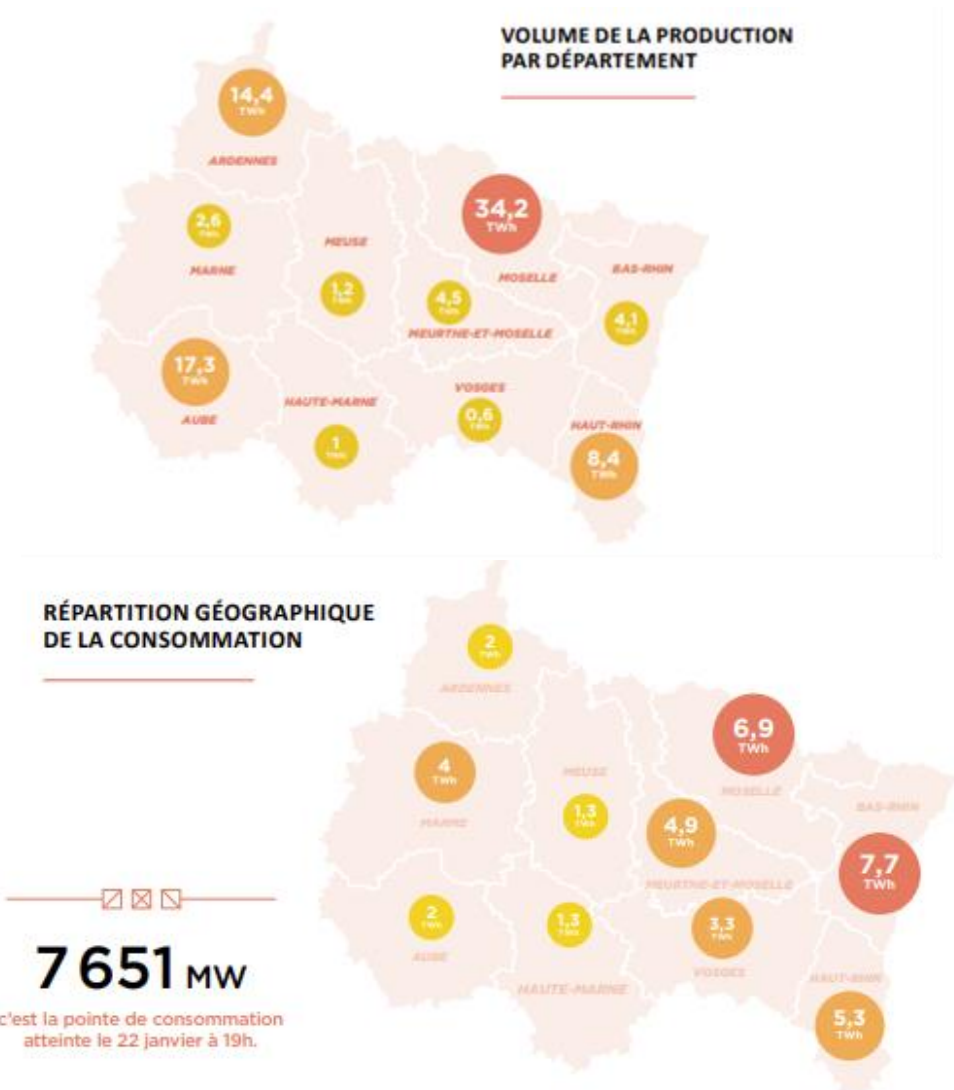 VOLUME DE LA PRODUCTION
PAR DÉPARTEMENT
14,4
TWh
ARDENNES
2,6
TWh
MARNE
MEUSE
1,2
TWh
34,2
TWh
MOSELLE
4,5
TWh
MEURTHE-ET-MOSELLE
BAS-RHIN
4,1
TWh
17,3
TWh
AUBE
HAUTE-MARNE
1
TWh
VOSGES
0,6
TWh
HAUT-RHIN
8,4
TWh
RÉPARTITION GÉOGRAPHIQUE
DE LA CONSOMMATION
2
TWh
ARDENNES
4
TWh
MARNE
MEUSE
1,3
TWh
6,9
TWh
MOSELLE
4,9
TWh
MEURTHE-ET-MOSELLE
BAS-RHIN
7,7
TWh
2
TWh
AUBE
1,3
TWh
HAUTE-MARNE
3,3
TWh
VOSGES
HAUT-RHIN
5,3
TWh
7 651 MW
c'est la pointe de consommation
atteinte le 22 janvier à 19h.